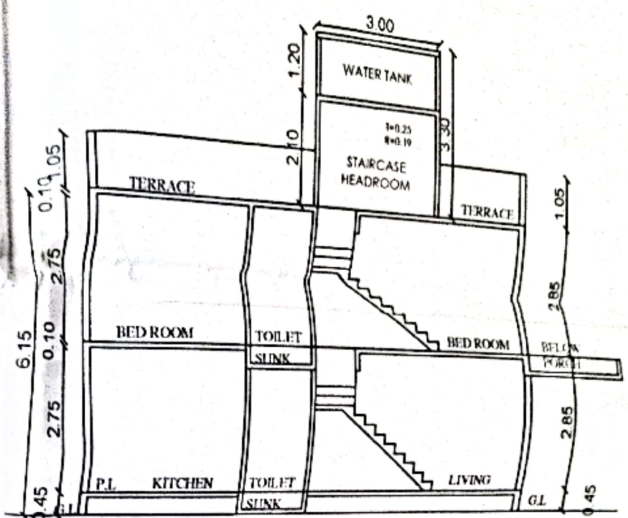 3.00
1.20
WATER TANK
T=0.25
R=0.19
2.10
3.30
STAIRCASE
HEADROOM
1.05
0.10
TERRACE
TERRACE
1.05
2.75
2.85
6.15
0.10
BED ROOM
TOILET
SUNK
BED ROOM
BELOW
PORCH
2.75
2.85
P.L
KITCHEN
TOILET
SUNK
LIVING
G.L
0.45
0.45